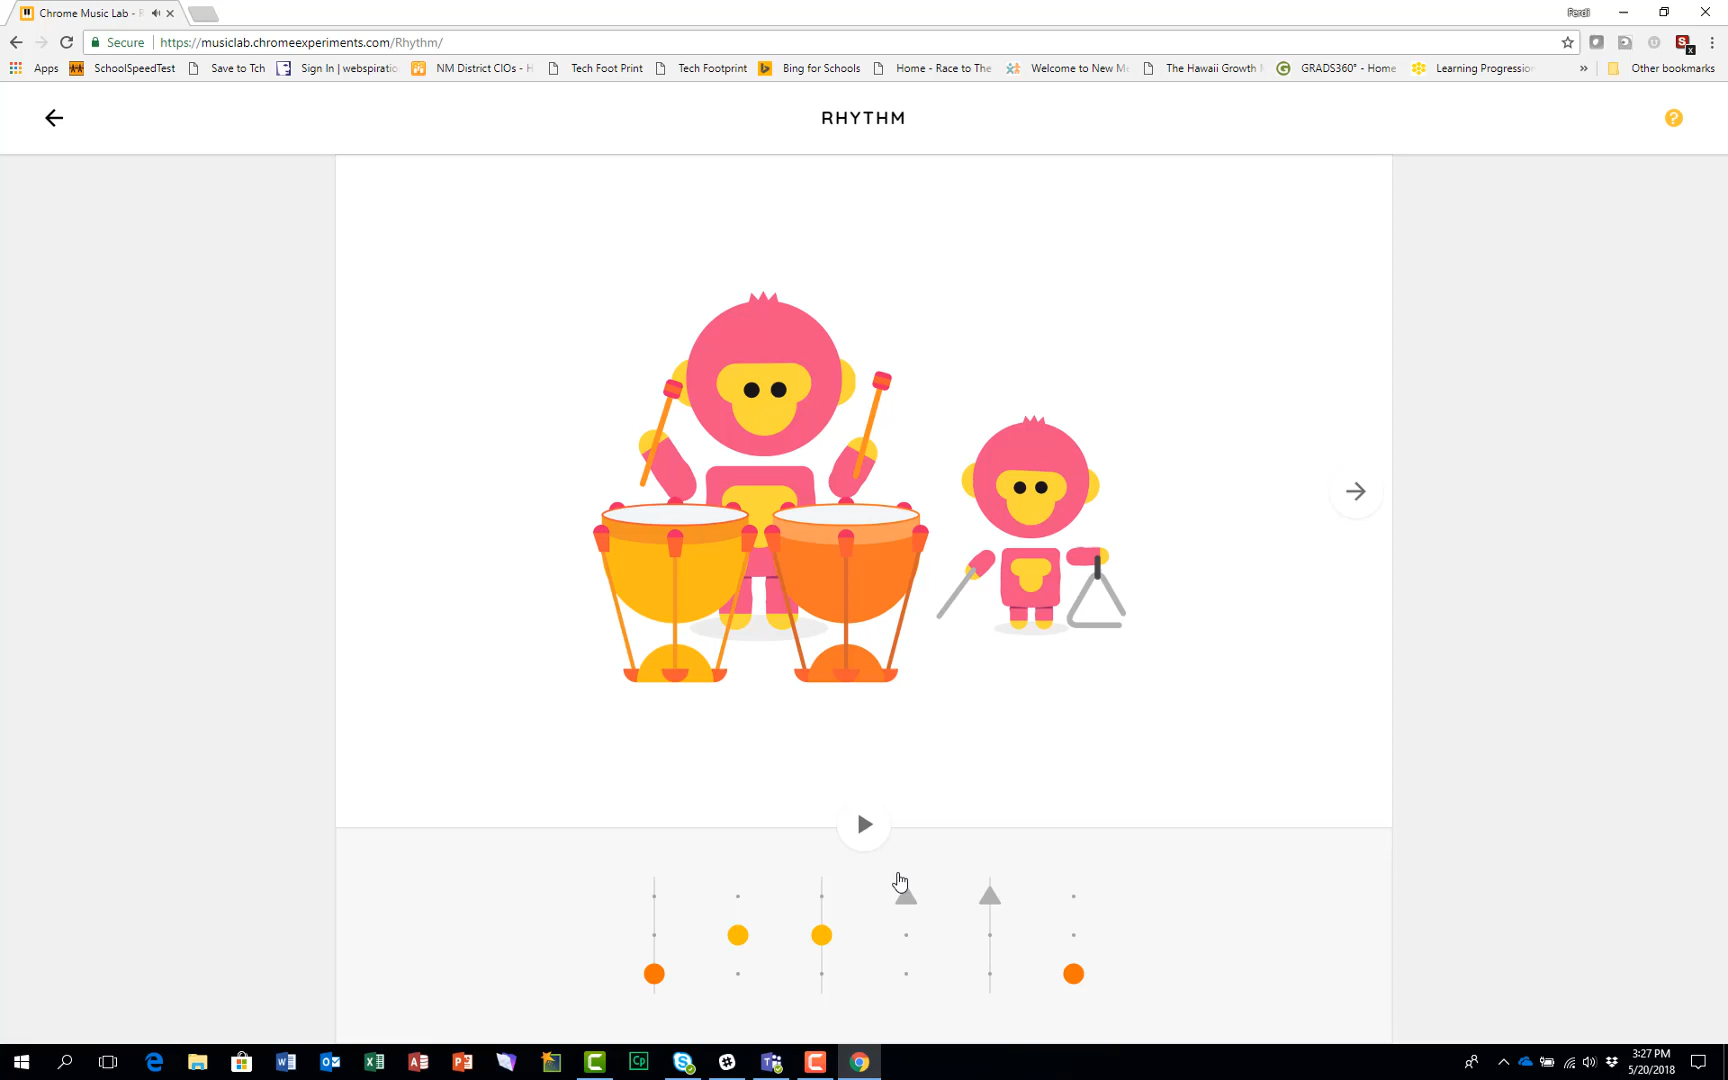 Chrome Music Lab - R
Ferdi
Secure
https://musiclab.chromeexperiments.com/Rhythm/
Apps
SchoolSpeedTest
Save to Tch
Sign In | webspiratio
NM District CIOs - H
Tech Foot Print
Tech Footprint
Bing for Schools
Home - Race to The
Welcome to New Me
The Hawaii Growth
GRADS360° - Home
Learning Progression
»
Other bookmarks
RHYTHM
?
3:27 PM
5/20/2018